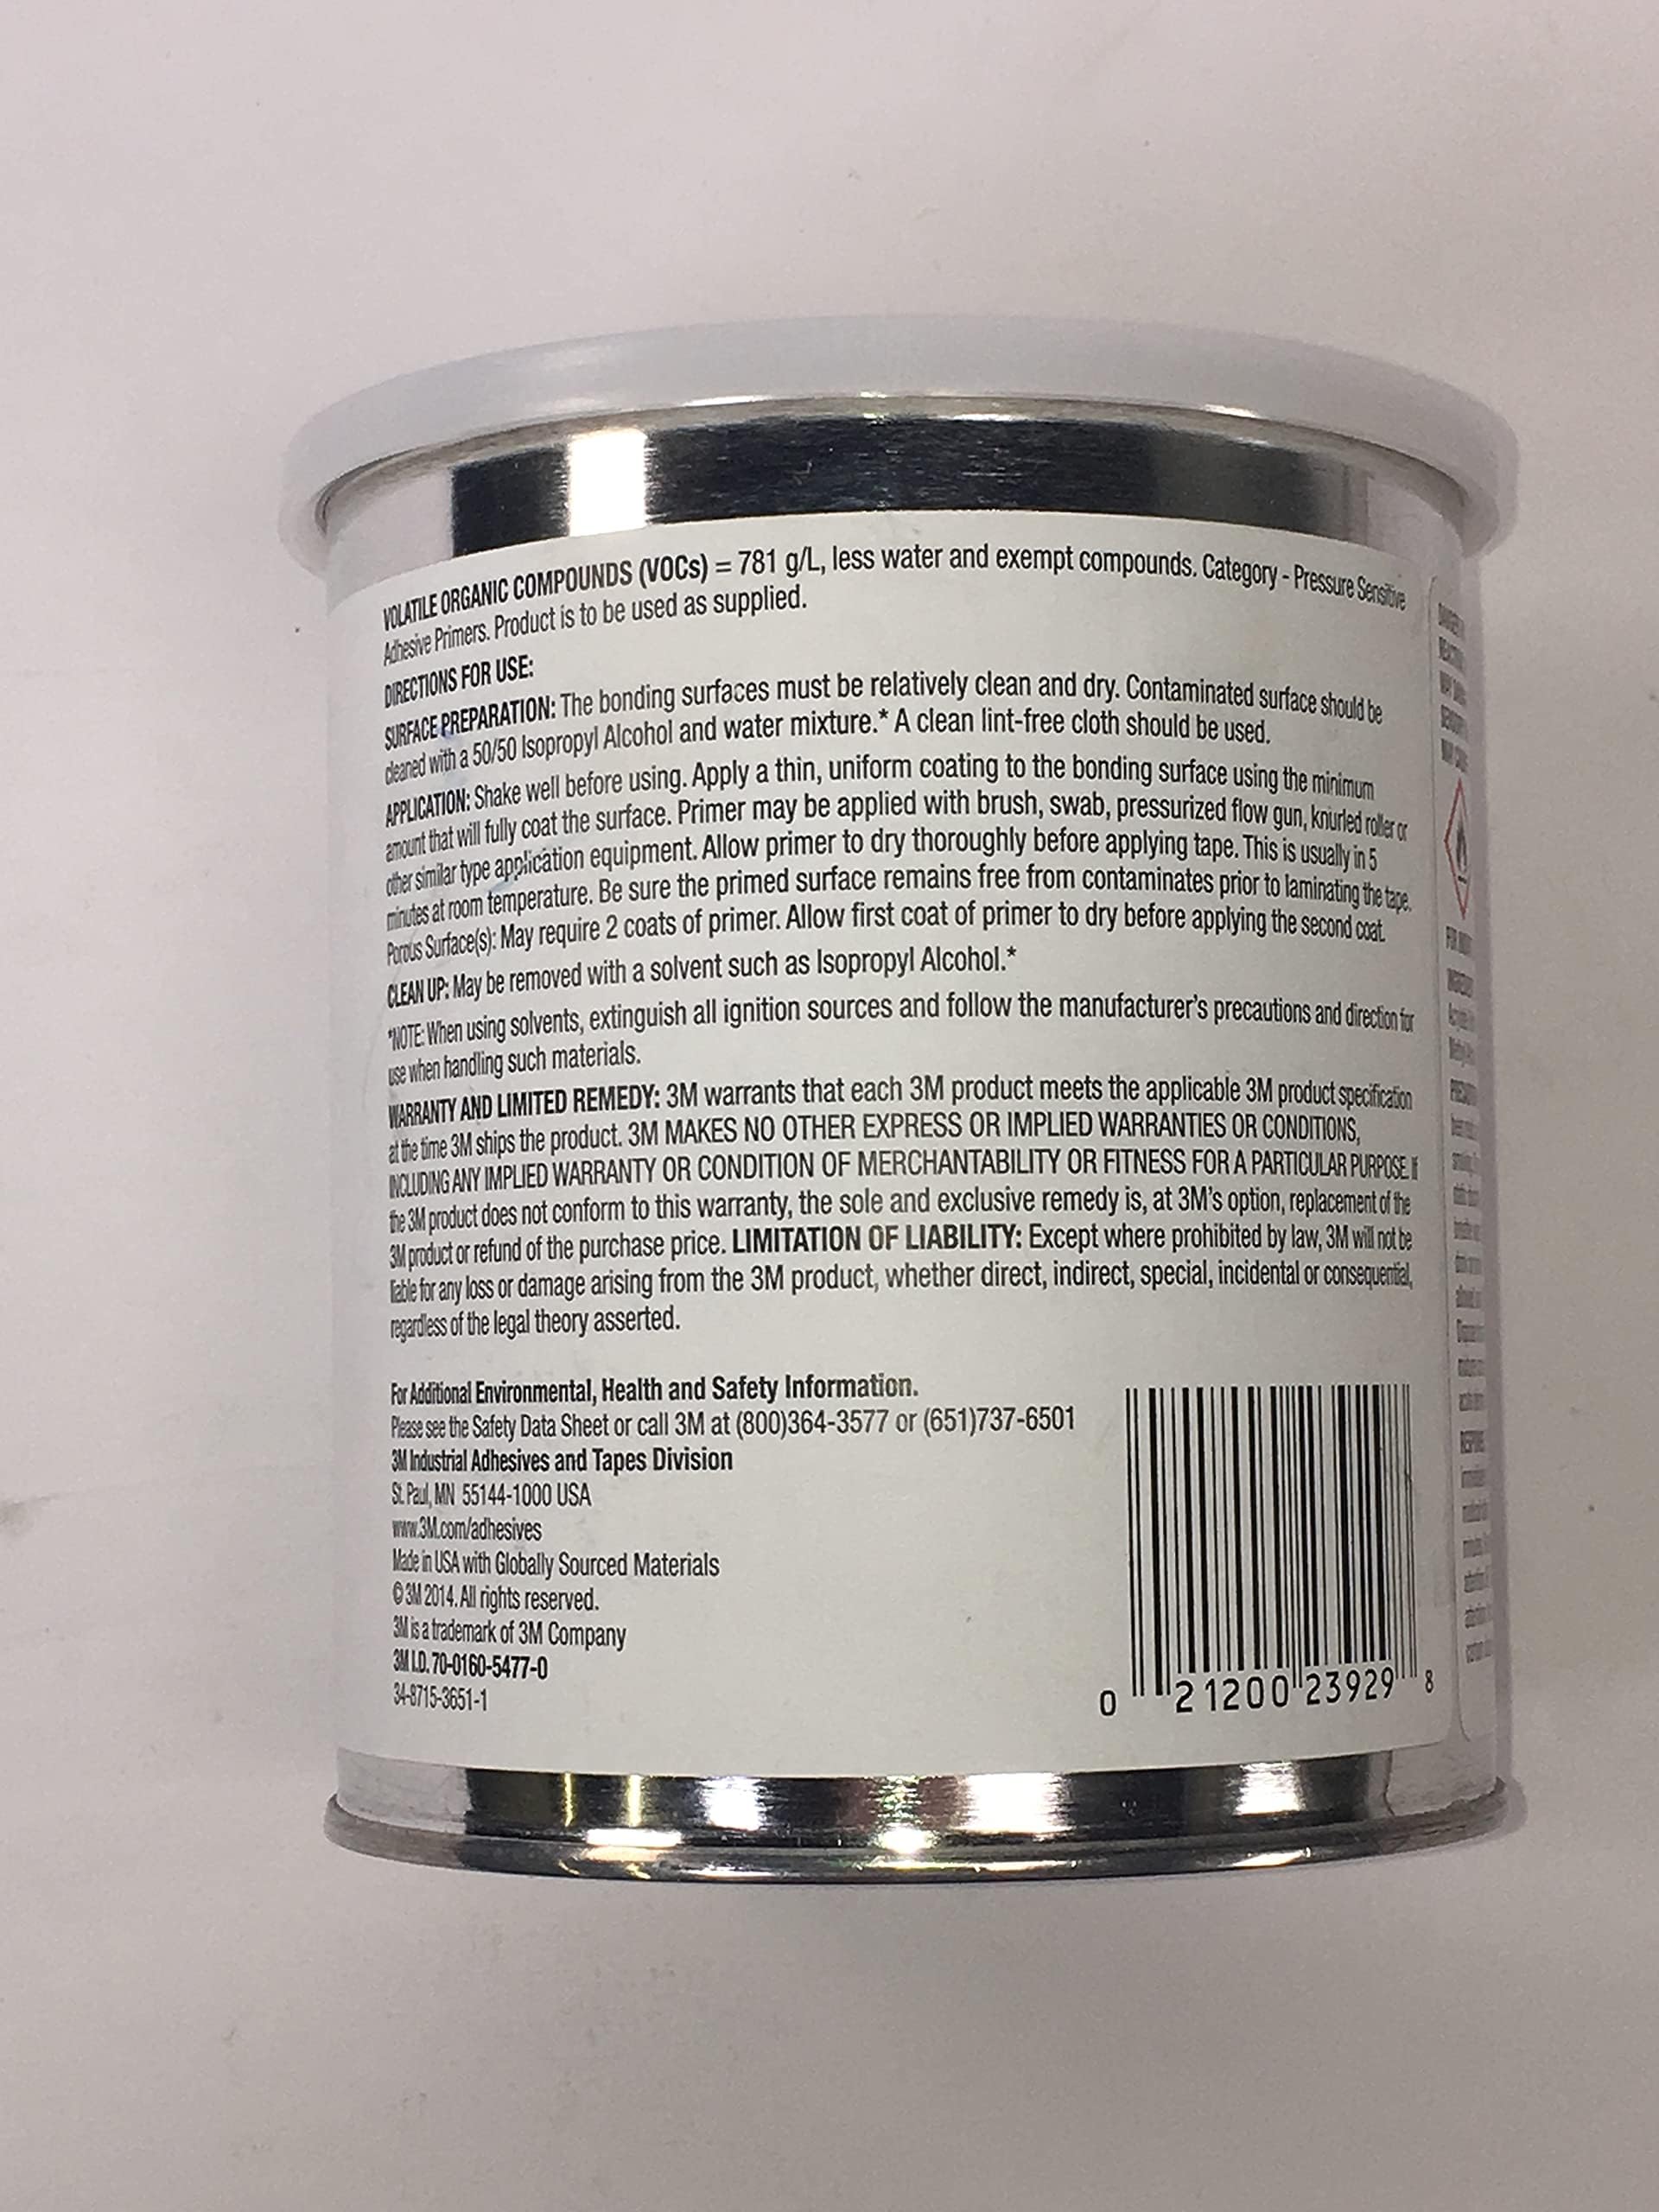 VOLATILE ORGANIC COMPOUNDS (VOCs) = 781 g/L, less water and exempt compounds. Category - Pressure Sensitive
Adhesive Primers. Product is to be used as supplied.
DIRECTIONS FOR USE:
SURFACE PREPARATION: The bonding surfaces must be relatively clean and dry. Contaminated surface should be
cleaned with a 50/50 Isopropyl Alcohol and water mixture.* A clean lint-free cloth should be used.
APPLICATION: Shake well before using. Apply a thin, uniform coating to the bonding surface using the minimum
amount that will fully coat the surface. Primer may be applied with brush, swab, pressurized flow gun, knurled roller or
other similar type application equipment. Allow primer to dry thoroughly before applying tape. This is usually in 5
minutes at room temperature. Be sure the primed surface remains free from contaminates prior to laminating the tape.
Porous Surface(s): May require 2 coats of primer. Allow first coat of primer to dry before applying the second coat.
CLEAN UP: May be removed with a solvent such as Isopropyl Alcohol.*
*NOTE: When using solvents, extinguish all ignition sources and follow the manufacturer's precautions and direction for
use when handling such materials.
WARRANTY AND LIMITED REMEDY: 3M warrants that each 3M product meets the applicable 3M product specification
at the time 3M ships the product. 3M MAKES NO OTHER EXPRESS OR IMPLIED WARRANTIES OR CONDITIONS,
INCLUDING ANY IMPLIED WARRANTY OR CONDITION OF MERCHANTABILITY OR FITNESS FOR A PARTICULAR PURPOSE. If
the 3M product does not conform to this warranty, the sole and exclusive remedy is, at 3M's option, replacement of the
3M product or refund of the purchase price. LIMITATION OF LIABILITY: Except where prohibited by law, 3M will not be
liable for any loss or damage arising from the 3M product, whether direct, indirect, special, incidental or consequential,
regardless of the legal theory asserted.
For Additional Environmental, Health and Safety Information.
Please see the Safety Data Sheet or call 3M at (800)364-3577 or (651)737-6501
3M Industrial Adhesives and Tapes Division
St. Paul, MN 55144-1000 USA
www.3M.com/adhesives
Made in USA with Globally Sourced Materials
© 3M 2014. All rights reserved.
3M is a trademark of 3M Company
3M I.D. 70-0160-5477-0
34-8715-3651-1
0 21200 23929 8